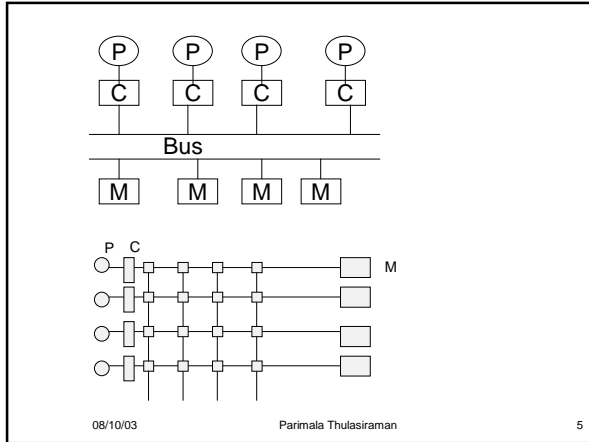 P P P P
C C C C
Bus
M M M M
P C
M
08/10/03 Parimala Thulasiraman 5